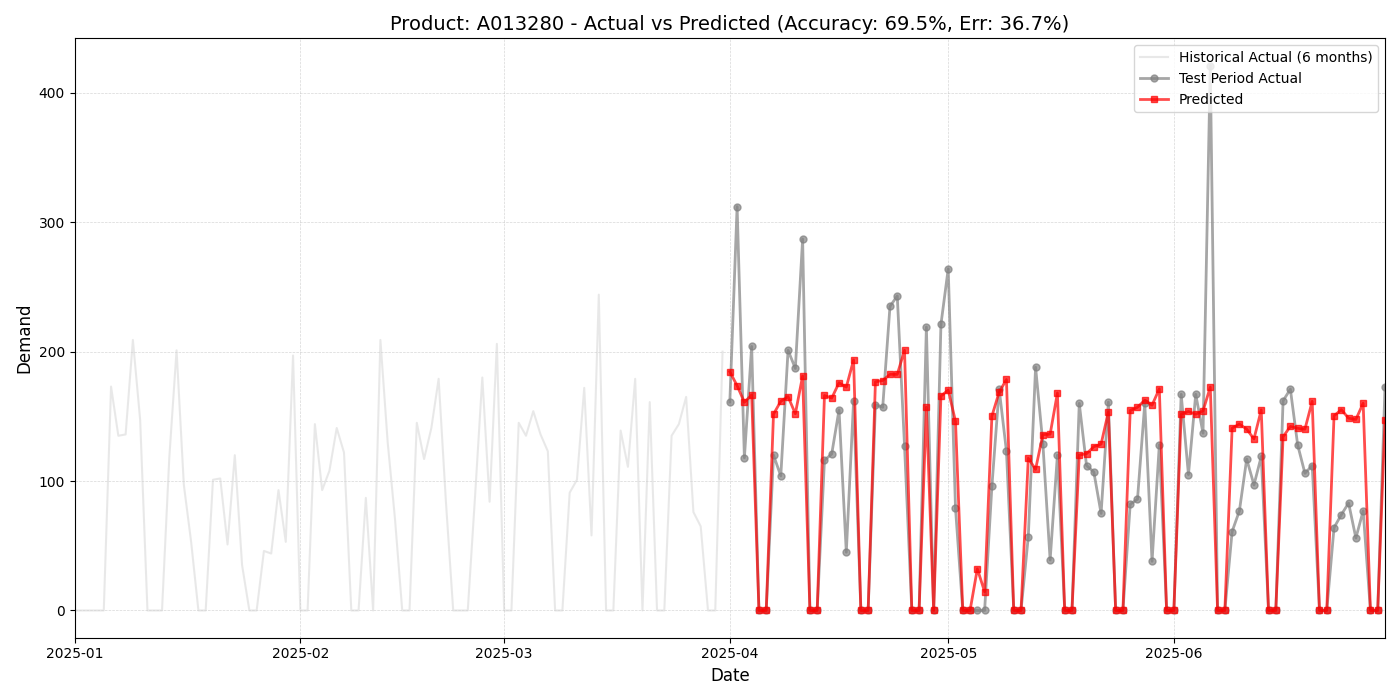 Product: A013280 - Actual vs Predicted (Accuracy: 69.5%, Err: 36.7%)
Historical Actual (6 months)
Test Period Actual
Predicted
Demand
400
300
200
100
0
2025-01
2025-02
2025-03
2025-04
2025-05
2025-06
Date